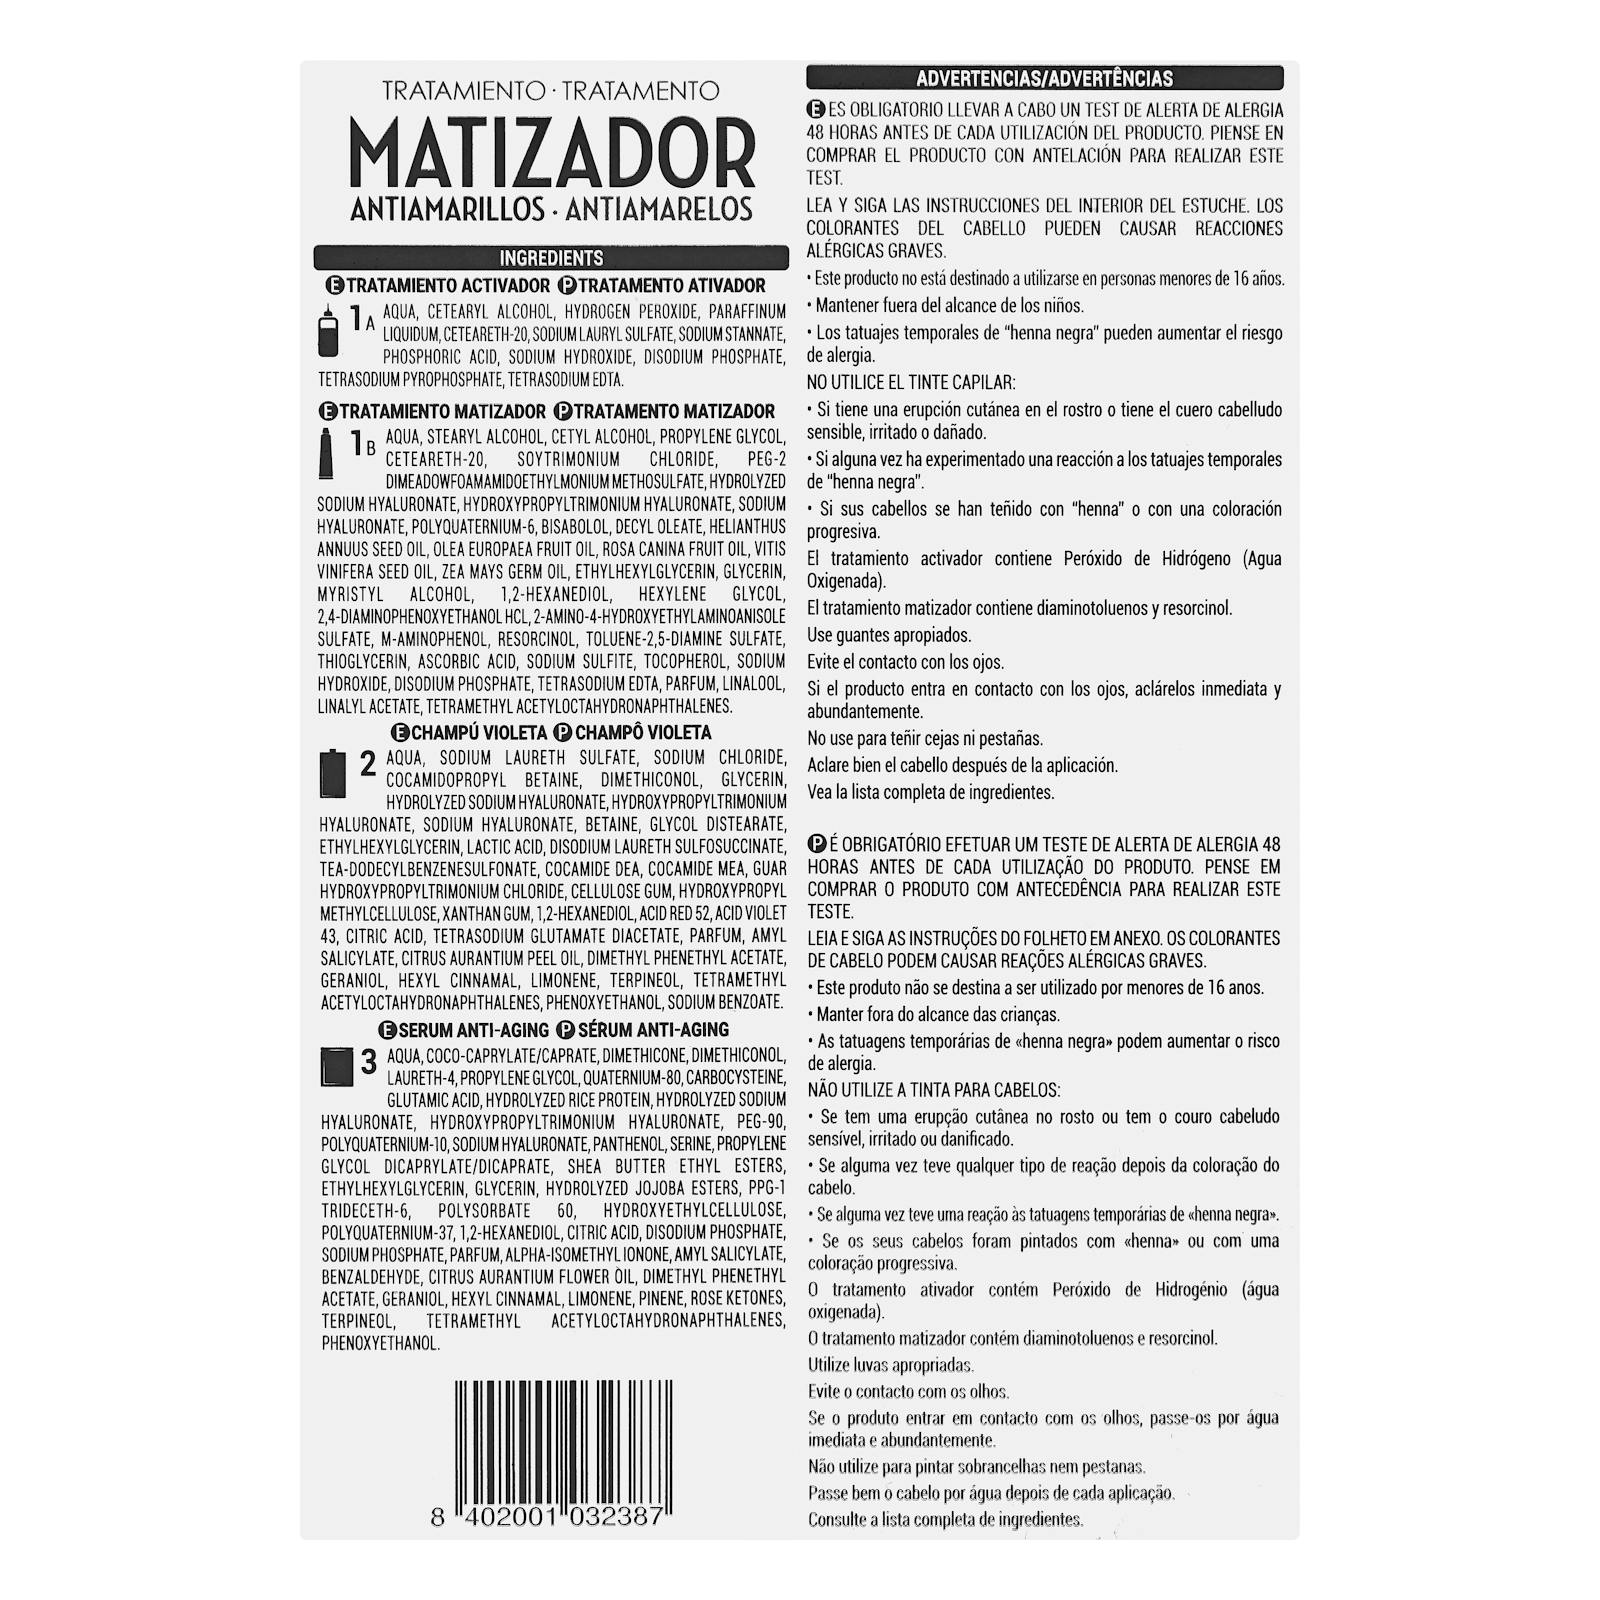 TRATAMIENTO · TRATAMENTO
MATIZADOR
ANTIAMARILLOS · ANTIAMARELOS
INGREDIENTS
E TRATAMIENTO ACTIVADOR P TRATAMENTO ATIVADOR
1A AQUA, CETEARYL ALCOHOL, HYDROGEN PEROXIDE, PARAFFINUM
LIQUIDUM, CETEARETH-20, SODIUM LAURYL SULFATE, SODIUM STANNATE,
PHOSPHORIC ACID, SODIUM HYDROXIDE, DISODIUM PHOSPHATE,
TETRASODIUM PYROPHOSPHATE, TETRASODIUM EDTA.
E TRATAMIENTO MATIZADOR P TRATAMENTO MATIZADOR
1B AQUA, STEARYL ALCOHOL, CETYL ALCOHOL, PROPYLENE GLYCOL,
CETEARETH-20, SOYTRIMONIUM CHLORIDE, PEG-2
DIMEADOWFOAMAMIDOETHYLMONIUM METHOSULFATE, HYDROLYZED
SODIUM HYALURONATE, HYDROXYPROPYLTRIMONIUM HYALURONATE, SODIUM
HYALURONATE, POLYQUATERNIUM-6, BISABOLOL, DECYL OLEATE, HELIANTHUS
ANNUUS SEED OIL, OLEA EUROPAEA FRUIT OIL, ROSA CANINA FRUIT OIL, VITIS
VINIFERA SEED OIL, ZEA MAYS GERM OIL, ETHYLHEXYLGLYCERIN, GLYCERIN,
MYRISTYL ALCOHOL, 1,2-HEXANEDIOL, HEXYLENE GLYCOL,
2,4-DIAMINOPHENOXYETHANOL HCL, 2-AMINO-4-HYDROXYETHYLAMINOANISOLE
SULFATE, M-AMINOPHENOL, RESORCINOL, TOLUENE-2,5-DIAMINE SULFATE,
THIOGLYCERIN, ASCORBIC ACID, SODIUM SULFITE, TOCOPHEROL, SODIUM
HYDROXIDE, DISODIUM PHOSPHATE, TETRASODIUM EDTA, PARFUM, LINALOOL,
LINALYL ACETATE, TETRAMETHYL ACETYLOCTAHYDRONAPHTHALENES.
E CHAMPÚ VIOLETA P CHAMPÔ VIOLETA
2 AQUA, SODIUM LAURETH SULFATE, SODIUM CHLORIDE,
COCAMIDOPROPYL BETAINE, DIMETHICONOL, GLYCERIN,
HYDROLYZED SODIUM HYALURONATE, HYDROXYPROPYLTRIMONIUM
HYALURONATE, SODIUM HYALURONATE, BETAINE, GLYCOL DISTEARATE,
ETHYLHEXYLGLYCERIN, LACTIC ACID, DISODIUM LAURETH SULFOSUCCINATE,
TEA-DODECYLBENZENESULFONATE, COCAMIDE DEA, COCAMIDE MEA, GUAR
HYDROXYPROPYLTRIMONIUM CHLORIDE, CELLULOSE GUM, HYDROXYPROPYL
METHYLCELLULOSE, XANTHAN GUM, 1,2-HEXANEDIOL, ACID RED 52, ACID VIOLET
43, CITRIC ACID, TETRASODIUM GLUTAMATE DIACETATE, PARFUM, AMYL
SALICYLATE, CITRUS AURANTIUM PEEL OIL, DIMETHYL PHENETHYL ACETATE,
GERANIOL, HEXYL CINNAMAL, LIMONENE, TERPINEOL, TETRAMETHYL
ACETYLOCTAHYDRONAPHTHALENES, PHENOXYETHANOL, SODIUM BENZOATE.
E SERUM ANTI-AGING P SÉRUM ANTI-AGING
3 AQUA, COCO-CAPRYLATE/CAPRATE, DIMETHICONE, DIMETHICONOL,
LAURETH-4, PROPYLENE GLYCOL, QUATERNIUM-80, CARBOCYSTEINE,
GLUTAMIC ACID, HYDROLYZED RICE PROTEIN, HYDROLYZED SODIUM
HYALURONATE, HYDROXYPROPYLTRIMONIUM HYALURONATE, PEG-90,
POLYQUATERNIUM-10, SODIUM HYALURONATE, PANTHENOL, SERINE, PROPYLENE
GLYCOL DICAPRYLATE/DICAPRATE, SHEA BUTTER ETHYL ESTERS,
ETHYLHEXYLGLYCERIN, GLYCERIN, HYDROLYZED JOJOBA ESTERS, PPG-1
TRIDECETH-6, POLYSORBATE 60, HYDROXYETHYLCELLULOSE,
POLYQUATERNIUM-37, 1,2-HEXANEDIOL, CITRIC ACID, DISODIUM PHOSPHATE,
SODIUM PHOSPHATE, PARFUM, ALPHA-ISOMETHYL IONONE, AMYL SALICYLATE,
BENZALDEHYDE, CITRUS AURANTIUM FLOWER OIL, DIMETHYL PHENETHYL
ACETATE, GERANIOL, HEXYL CINNAMAL, LIMONENE, PINENE, ROSE KETONES,
TERPINEOL, TETRAMETHYL ACETYLOCTAHYDRONAPHTHALENES,
PHENOXYETHANOL.
8 402001 032387
ADVERTENCIAS/ADVERTÊNCIAS
E ES OBLIGATORIO LLEVAR A CABO UN TEST DE ALERTA DE ALERGIA
48 HORAS ANTES DE CADA UTILIZACIÓN DEL PRODUCTO. PIENSE EN
COMPRAR EL PRODUCTO CON ANTELACIÓN PARA REALIZAR ESTE
TEST.
LEA Y SIGA LAS INSTRUCCIONES DEL INTERIOR DEL ESTUCHE. LOS
COLORANTES DEL CABELLO PUEDEN CAUSAR REACCIONES
ALÉRGICAS GRAVES.
• Este producto no está destinado a utilizarse en personas menores de 16 años.
• Mantener fuera del alcance de los niños.
• Los tatuajes temporales de “henna negra” pueden aumentar el riesgo
de alergia.
NO UTILICE EL TINTE CAPILAR:
• Si tiene una erupción cutánea en el rostro o tiene el cuero cabelludo
sensible, irritado o dañado.
• Si alguna vez ha experimentado una reacción a los tatuajes temporales
de “henna negra”.
• Si sus cabellos se han teñido con “henna” o con una coloración
progresiva.
El tratamiento activador contiene Peróxido de Hidrógeno (Agua
Oxigenada).
El tratamiento matizador contiene diaminotoluenos y resorcinol.
Use guantes apropiados.
Evite el contacto con los ojos.
Si el producto entra en contacto con los ojos, aclárelos inmediata y
abundantemente.
No use para teñir cejas ni pestañas.
Aclare bien el cabello después de la aplicación.
Vea la lista completa de ingredientes.
P É OBRIGATÓRIO EFETUAR UM TESTE DE ALERTA DE ALERGIA 48
HORAS ANTES DE CADA UTILIZAÇÃO DO PRODUTO. PENSE EM
COMPRAR O PRODUTO COM ANTECEDÊNCIA PARA REALIZAR ESTE
TESTE.
LEIA E SIGA AS INSTRUÇÕES DO FOLHETO EM ANEXO. OS COLORANTES
DE CABELO PODEM CAUSAR REAÇÕES ALÉRGICAS GRAVES.
• Este produto não se destina a ser utilizado por menores de 16 anos.
• Manter fora do alcance das crianças.
• As tatuagens temporárias de «henna negra» podem aumentar o risco
de alergia.
NÃO UTILIZE A TINTA PARA CABELOS:
• Se tem uma erupção cutânea no rosto ou tem o couro cabeludo
sensível, irritado ou danificado.
• Se alguma vez teve qualquer tipo de reação depois da coloração do
cabelo.
• Se alguma vez teve uma reação às tatuagens temporárias de «henna negra».
• Se os seus cabelos foram pintados com «henna» ou com uma
coloração progressiva.
O tratamento ativador contém Peróxido de Hidrogénio (água
oxigenada).
O tratamento matizador contém diaminotoluenos e resorcinol.
Utilize luvas apropriadas.
Evite o contacto com os olhos.
Se o produto entrar em contacto com os olhos, passe-os por água
imediata e abundantemente.
Não utilize para pintar sobrancelhas nem pestanas.
Passe bem o cabelo por água depois de cada aplicação.
Consulte a lista completa de ingredientes.